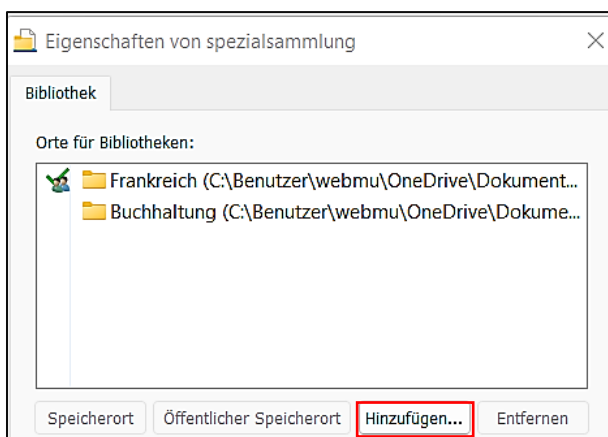 Eigenschaften von spezialsammlung
Bibliothek
Orte für Bibliotheken:
Frankreich (C:\Benutzer\webmu\OneDrive\Dokument...
Buchhaltung (C:\Benutzer\webmu\OneDrive\Dokume...
Speicherort Öffentlicher Speicherort Hinzufügen... Entfernen